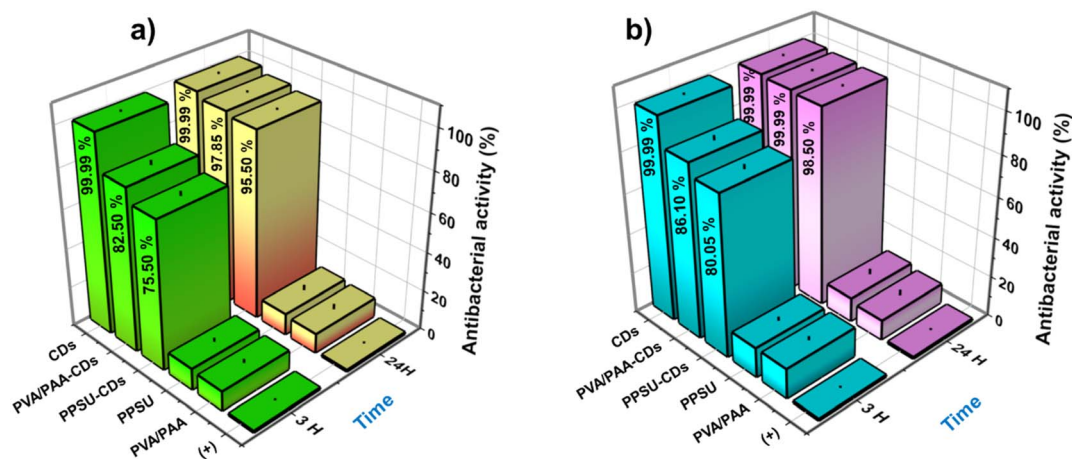 a)
99.99 %
82.50 %
75.50 %
99.99 %
97.85 %
95.50 %
100
80
60
40
20
0
Antibacterial activity (%)
CDs
PVA/PAA-CDs
PPSU-CDs
PPSU
PVA/PAA
(+)
3 H
24H
Time
b)
99.99 %
86.10 %
80.05 %
99.99 %
99.99 %
98.50 %
100
80
60
40
20
0
Antibacterial activity (%)
CDs
PVA/PAA-CDs
PPSU-CDs
PPSU
PVA/PAA
(+)
3 H
24 H
Time